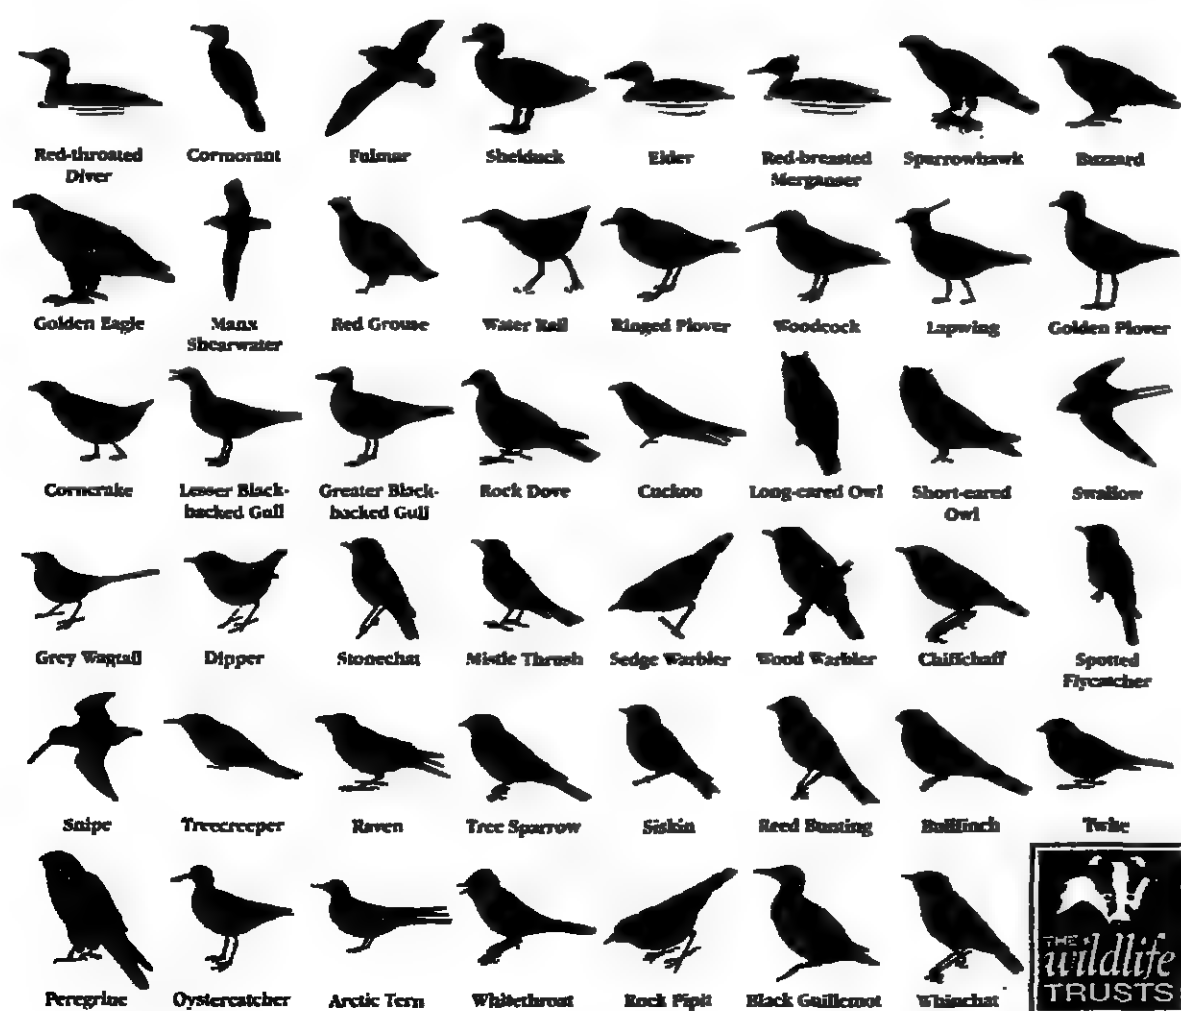 Red-throated Cormorant Fulmar Shelduck Eider Red-breasted Sparrowhawk Buzzard
Diver Merganser
Golden Eagle Manx Red Grouse Water Rail Ringed Plover Woodcock Lapwing Golden Plover
Shearwater
Corncrake Lesser Black- Greater Black- Rock Dove Cuckoo Long-eared Owl Short-eared Swallow
backed Gull backed Gull Owl
Grey Wagtail Dipper Stonechat Mistle Thrush Sedge Warbler Wood Warbler Chiffchaff Spotted
Flycatcher
Snipe Treecreeper Raven Tree Sparrow Siskin Reed Bunting Bullfinch Twite
Peregrine Oystercatcher Arctic Tern Whitethroat Rock Pipit Black Guillemot Whinchat
THE
wildlife
TRUSTS